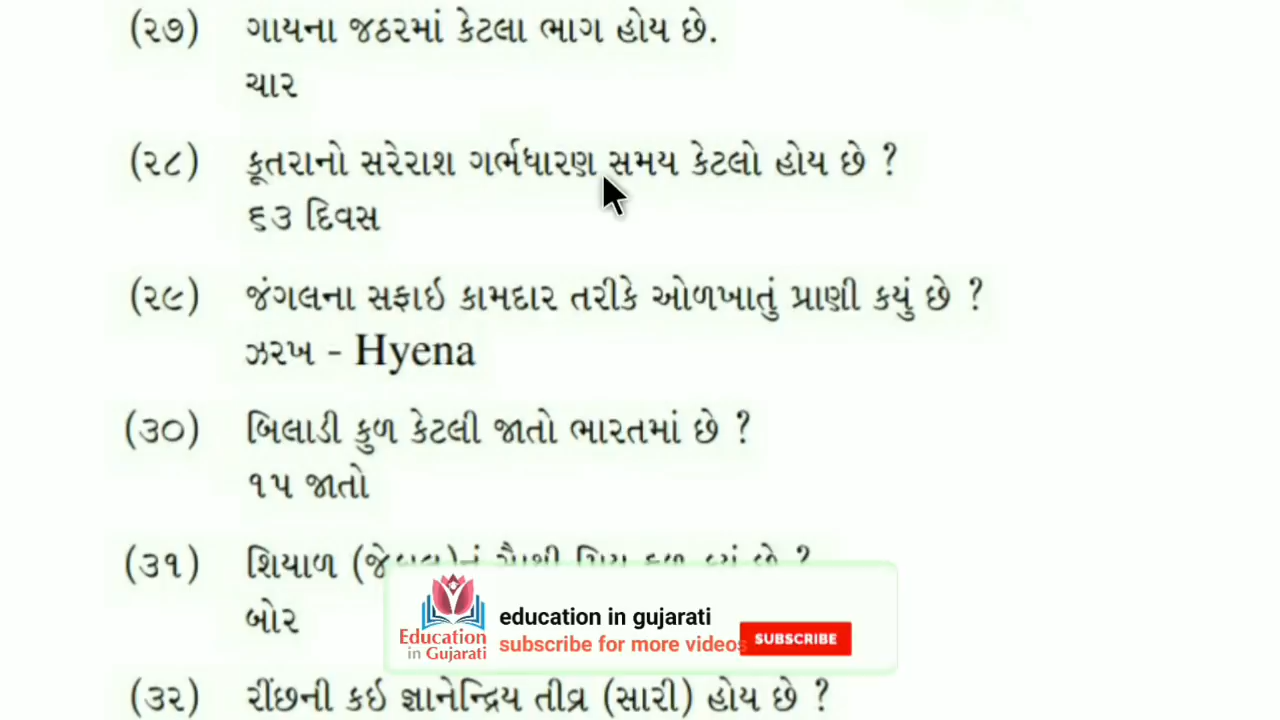 (૨૭) ગાયના જઠરમાં કેટલા ભાગ હોય છે.
ચાર
(૨૮) કૂતરાનો સરેરાશ ગર્ભધારણ સમય કેટલો હોય છે ?
૬૩ દિવસ
(૨૯) જંગલના સફાઇ કામદાર તરીકે ઓળખાતું પ્રાણી કયું છે ?
ઝરખ - Hyena
(૩૦) બિલાડી કુળ કેટલી જાતો ભારતમાં છે ?
૧૫ જાતો
(૩૧) શિયાળ
બોર
education in gujarati
Education
in Gujarati
subscribe for more videos
SUBSCRIBE
(૩૨) રીંછની કઇ જ્ઞાનેન્દ્રિય તીવ્ર (સારી) હોય છે ?